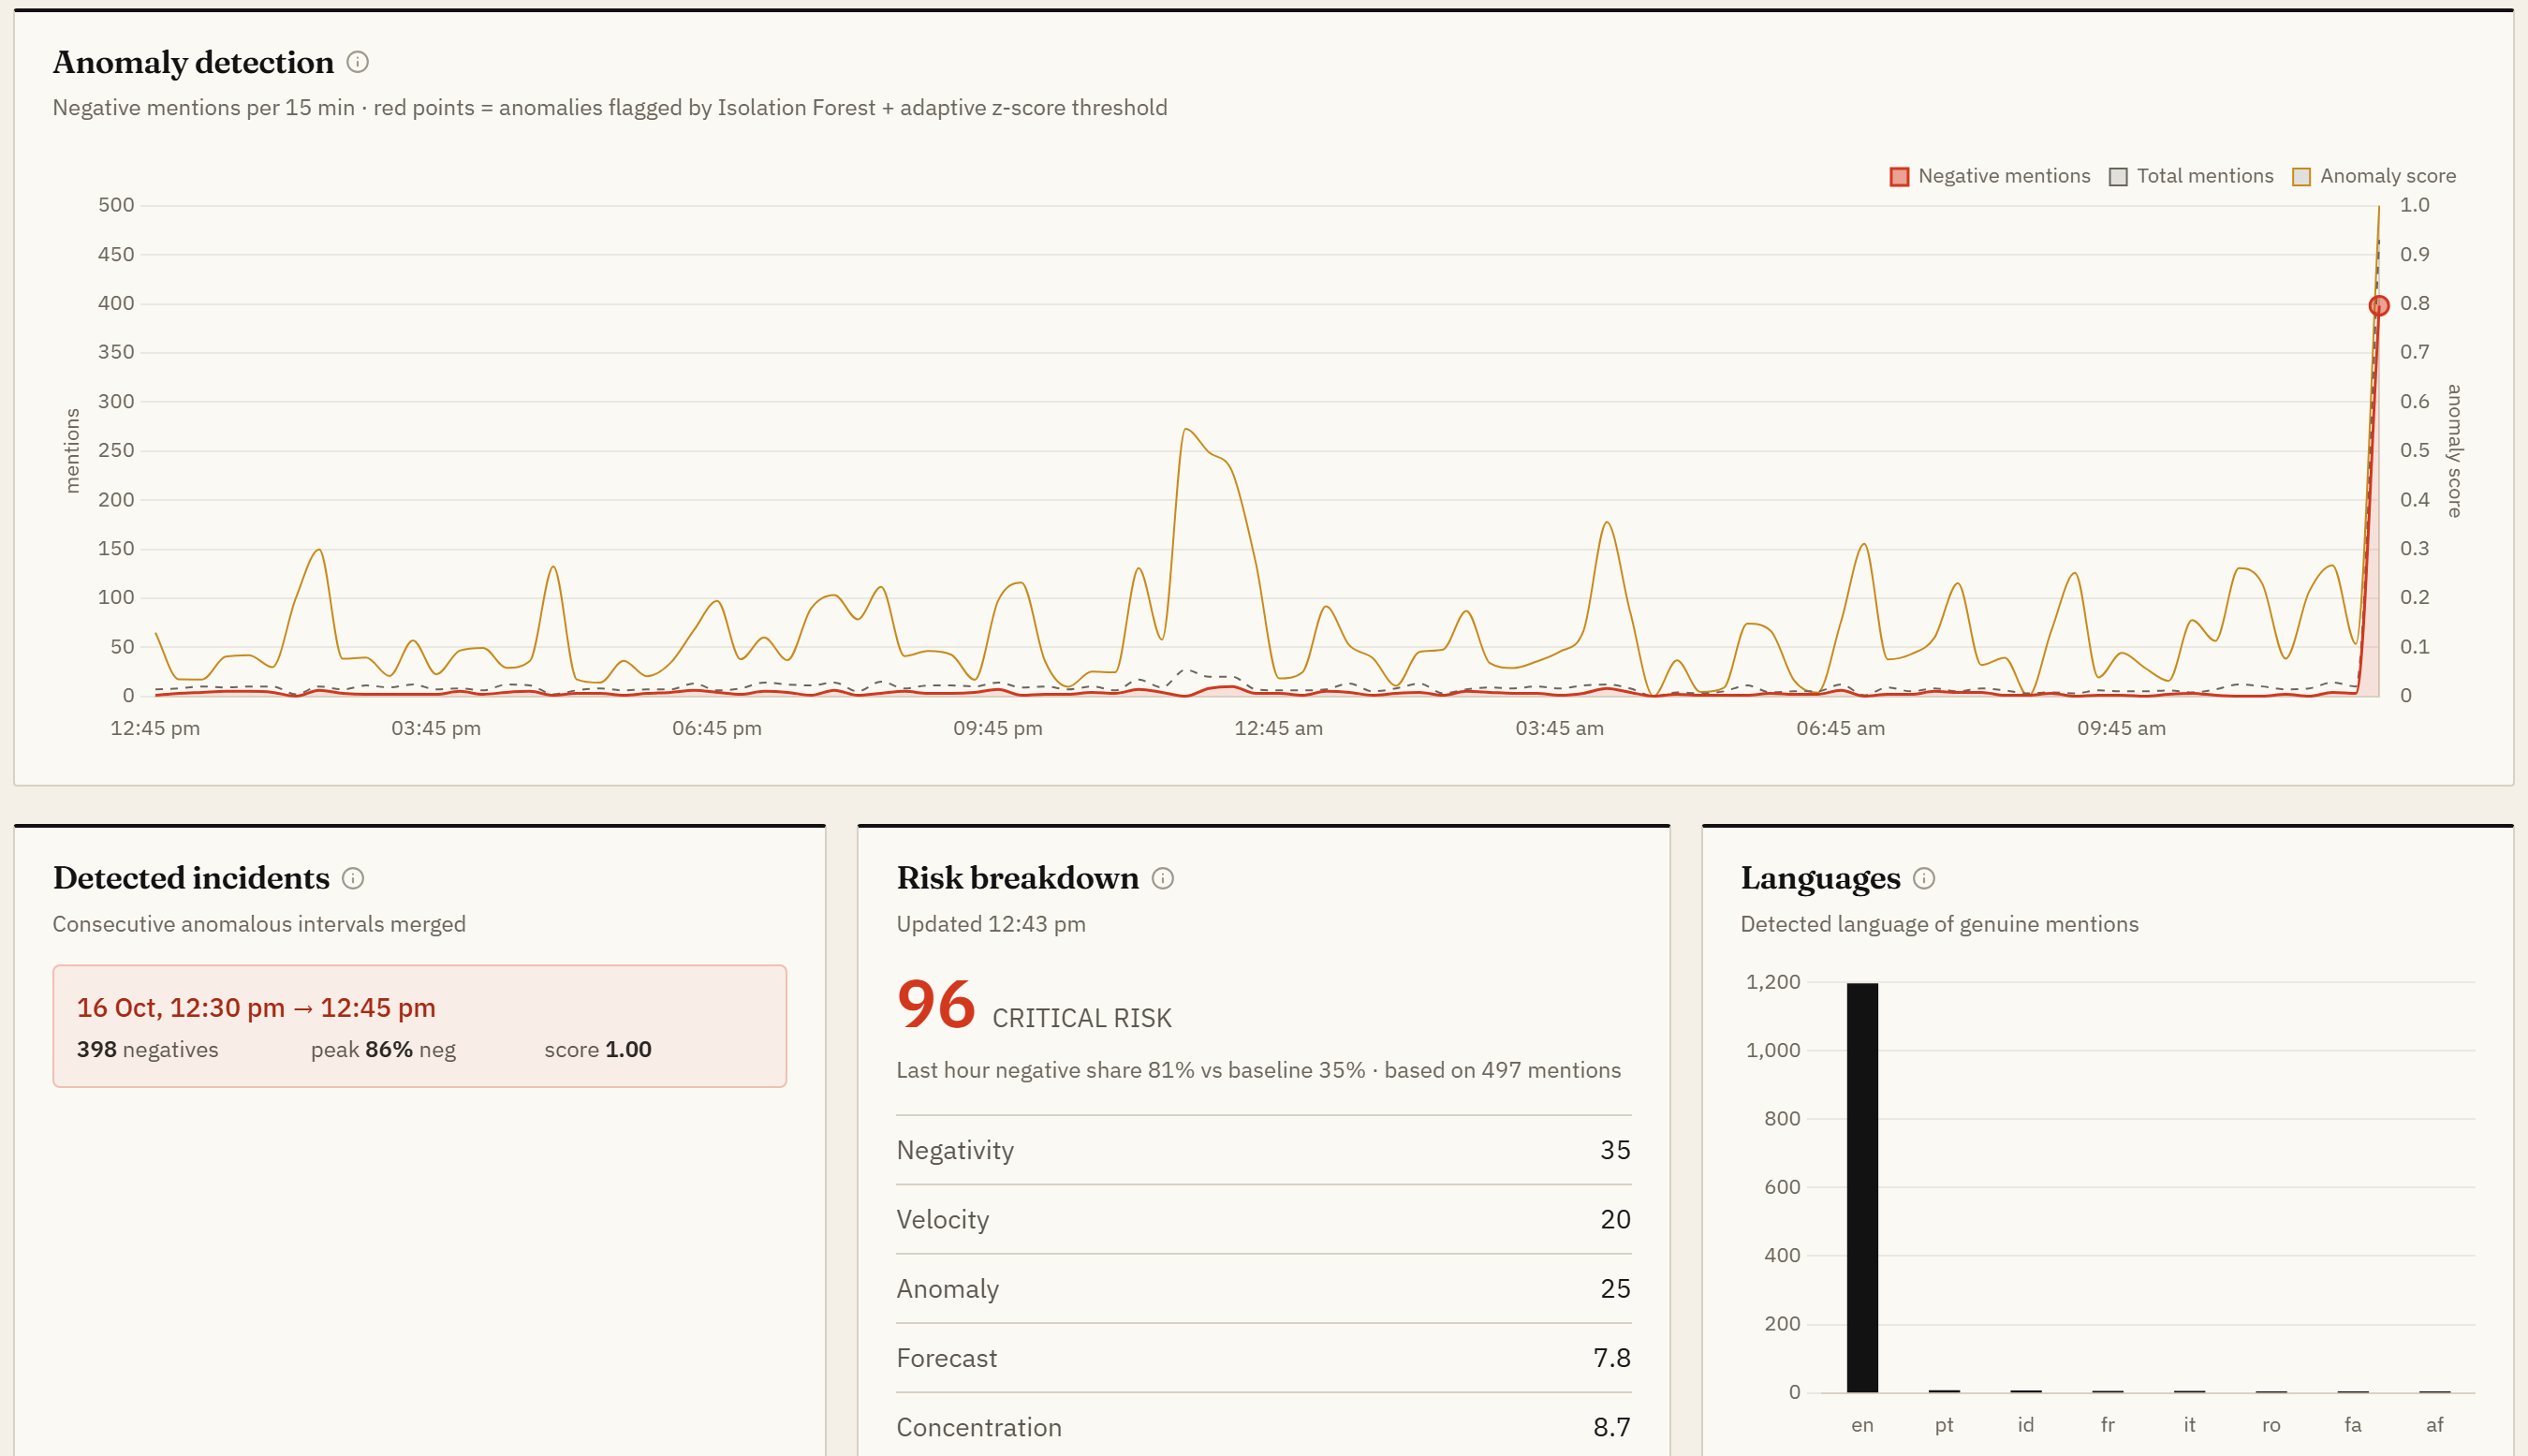 Anomaly detection
Negative mentions per 15 min · red points = anomalies flagged by Isolation Forest + adaptive z-score threshold
Negative mentions Total mentions Anomaly score
500 1.0
450 0.9
400 0.8
350 0.7
300 0.6
250 0.5
200 0.4
150 0.3
100 0.2
50 0.1
0 0
mentions
anomaly score
12:45 pm 03:45 pm 06:45 pm 09:45 pm 12:45 am 03:45 am 06:45 am 09:45 am
Detected incidents
Consecutive anomalous intervals merged
16 Oct, 12:30 pm → 12:45 pm
398 negatives peak 86% neg score 1.00
Risk breakdown
Updated 12:43 pm
96 CRITICAL RISK
Last hour negative share 81% vs baseline 35% · based on 497 mentions
Negativity 35
Velocity 20
Anomaly 25
Forecast 7.8
Concentration 8.7
Languages
Detected language of genuine mentions
1,200
1,000
800
600
400
200
0
en pt id fr it ro fa af